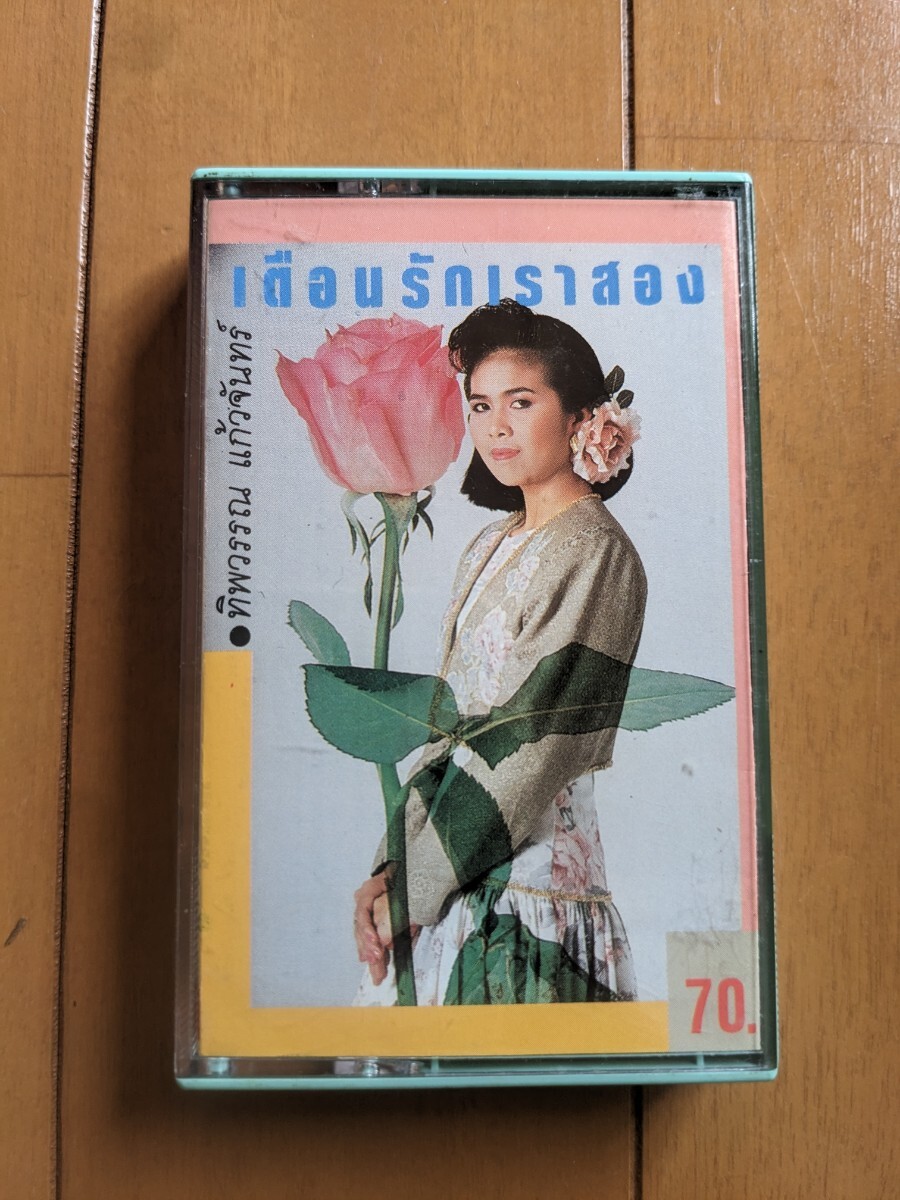 เตือนรักเราสอง
●ทิพวรรณ แก้วจันทร์
70.